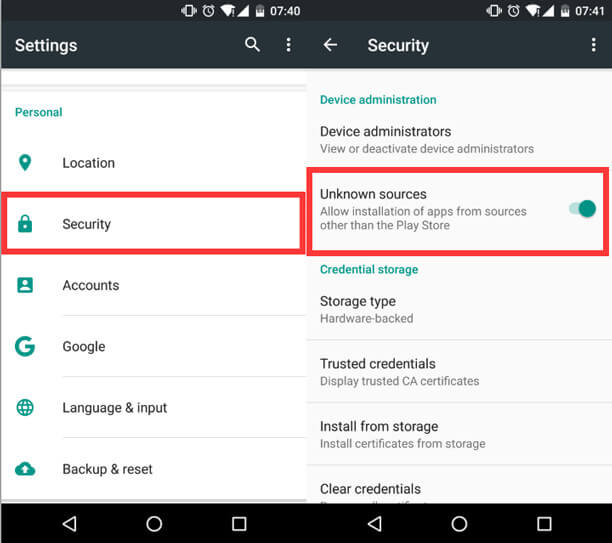 07:40
Settings
Personal
Location
Security
Accounts
Google
Language & input
Backup & reset
07:41
Security
Device administration
Device administrators
View or deactivate device administrators
Unknown sources
Allow installation of apps from sources
other than the Play Store
Credential storage
Storage type
Hardware-backed
Trusted credentials
Display trusted CA certificates
Install from storage
Install certificates from storage
Clear credentials